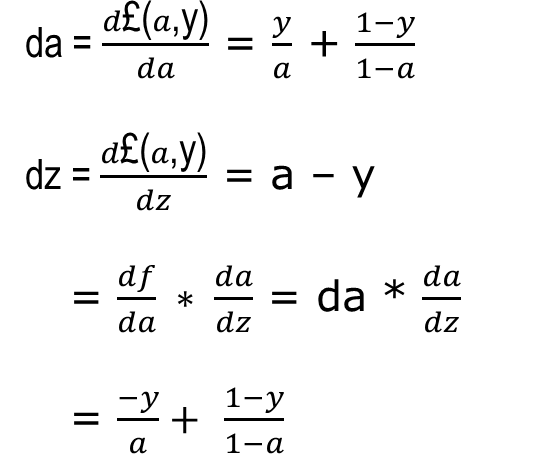 da = d£(a,y)/da = y/a + 1−y/1−a
dz = d£(a,y)/dz = a − y
= df/da * da/dz = da * da/dz
= −y/a + 1−y/1−a